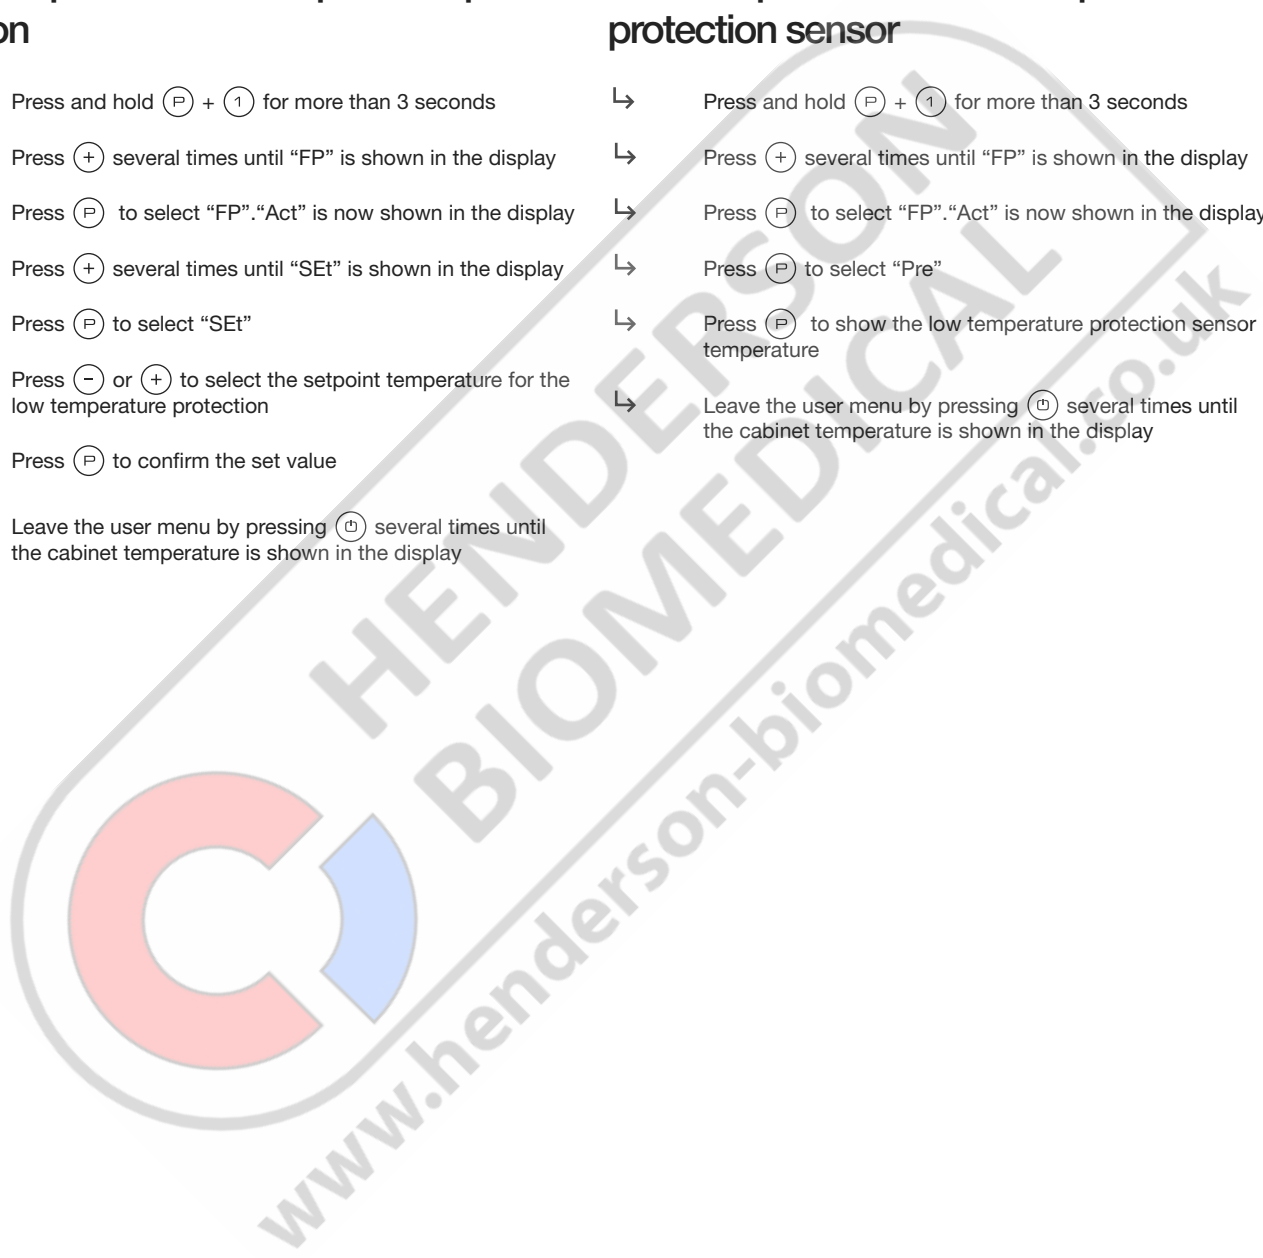 on
Press and hold P + 1 for more than 3 seconds
Press + several times until “FP” is shown in the display
Press P to select “FP”.“Act” is now shown in the display
Press + several times until “SEt” is shown in the display
Press P to select “SEt”
Press − or + to select the setpoint temperature for the
low temperature protection
Press P to confirm the set value
Leave the user menu by pressing several times until
the cabinet temperature is shown in the display
protection sensor
Press and hold P + 1 for more than 3 seconds
Press + several times until “FP” is shown in the display
Press P to select “FP”.“Act” is now shown in the display
Press P to select “Pre”
Press P to show the low temperature protection sensor
temperature
Leave the user menu by pressing several times until
the cabinet temperature is shown in the display
HENDERSON
BIOMEDICAL
www.henderson-biomedical.co.uk